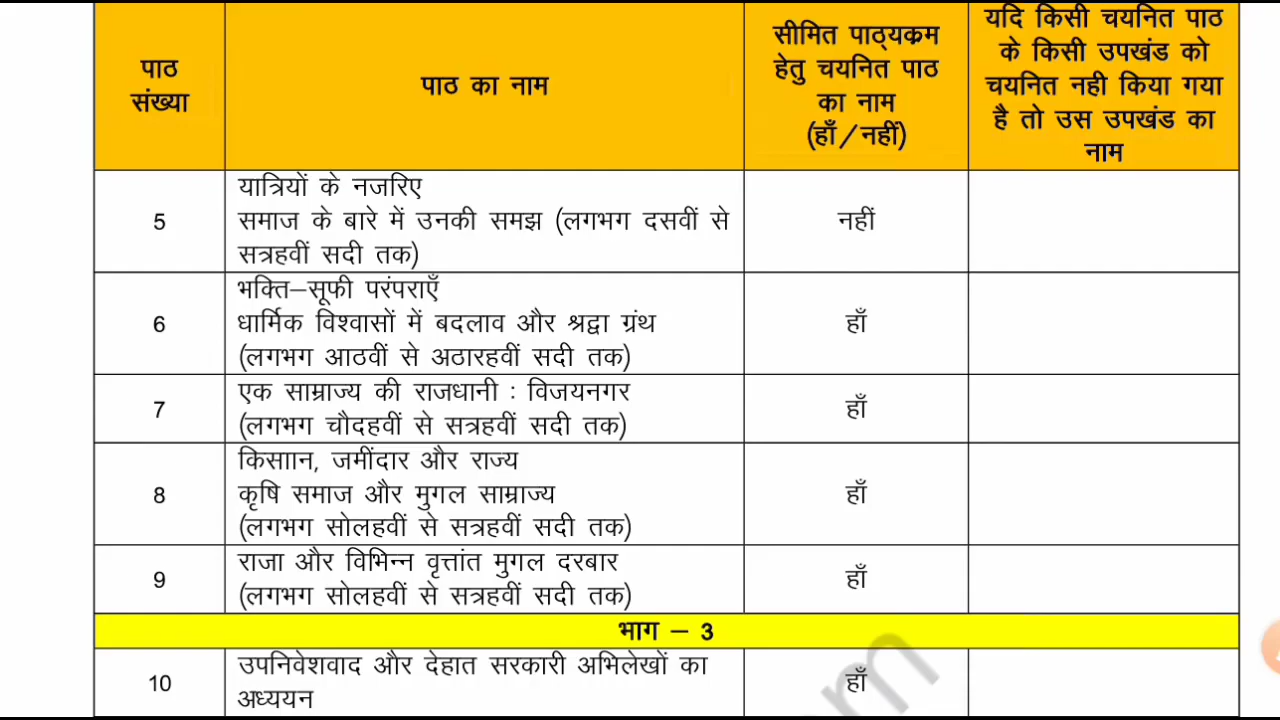 पाठ
संख्या
पाठ का नाम
सीमित पाठ्यक्रम
हेतु चयनित पाठ
का नाम
(हाँ/नहीं)
यदि किसी चयनित पाठ
के किसी उपखंड को
चयनित नही किया गया
है तो उस उपखंड का
नाम
5
यात्रियों के नजरिए
समाज के बारे में उनकी समझ (लगभग दसवीं से
सत्रहवीं सदी तक)
नहीं
6
भक्ति–सूफी परंपराएँ
धार्मिक विश्वासों में बदलाव और श्रद्वा ग्रंथ
(लगभग आठवीं से अठारहवीं सदी तक)
हाँ
7
एक साम्राज्य की राजधानी : विजयनगर
(लगभग चौदहवीं से सत्रहवीं सदी तक)
हाँ
8
किसाान, जमींदार और राज्य
कृषि समाज और मुगल साम्राज्य
(लगभग सोलहवीं से सत्रहवीं सदी तक)
हाँ
9
राजा और विभिन्न वृत्तांत मुगल दरबार
(लगभग सोलहवीं से सत्रहवीं सदी तक)
हाँ
भाग – 3
10
उपनिवेशवाद और देहात सरकारी अभिलेखों का
अध्ययन
हाँ